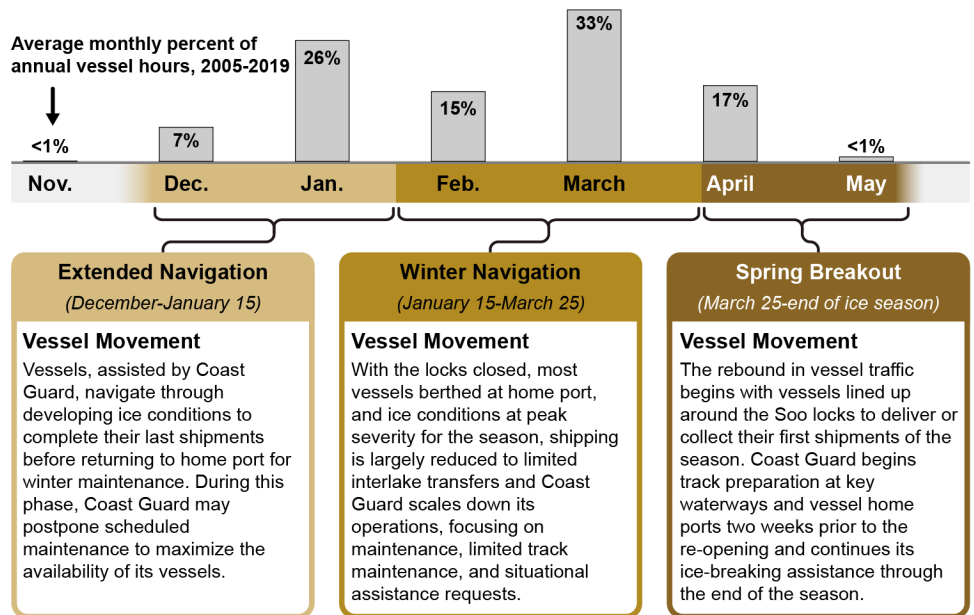 Average monthly percent of
annual vessel hours, 2005-2019
<1%
7%
26%
15%
33%
17%
<1%
Nov.
Dec.
Jan.
Feb.
March
April
May
Extended Navigation
(December-January 15)
Vessel Movement
Vessels, assisted by Coast
Guard, navigate through
developing ice conditions to
complete their last shipments
before returning to home port for
winter maintenance. During this
phase, Coast Guard may
postpone scheduled
maintenance to maximize the
availability of its vessels.
Winter Navigation
(January 15-March 25)
Vessel Movement
With the locks closed, most
vessels berthed at home port,
and ice conditions at peak
severity for the season, shipping
is largely reduced to limited
interlake transfers and Coast
Guard scales down its
operations, focusing on
maintenance, limited track
maintenance, and situational
assistance requests.
Spring Breakout
(March 25-end of ice season)
Vessel Movement
The rebound in vessel traffic
begins with vessels lined up
around the Soo locks to deliver or
collect their first shipments of the
season. Coast Guard begins
track preparation at key
waterways and vessel home
ports two weeks prior to the
re-opening and continues its
ice-breaking assistance through
the end of the season.